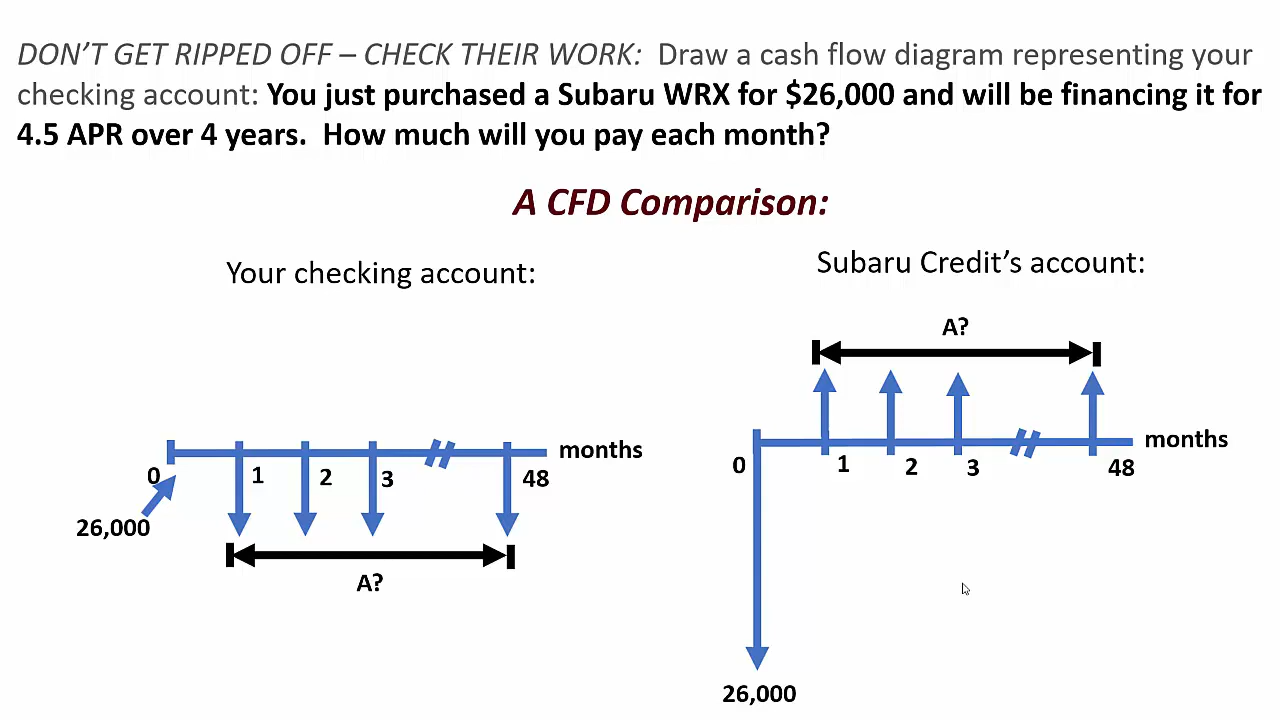 DON’T GET RIPPED OFF – CHECK THEIR WORK: Draw a cash flow diagram representing your
checking account: You just purchased a Subaru WRX for $26,000 and will be financing it for
4.5 APR over 4 years. How much will you pay each month?
A CFD Comparison:
Your checking account:
months
0
1
2
3
48
26,000
A?
Subaru Credit’s account:
A?
months
0
1
2
3
48
26,000